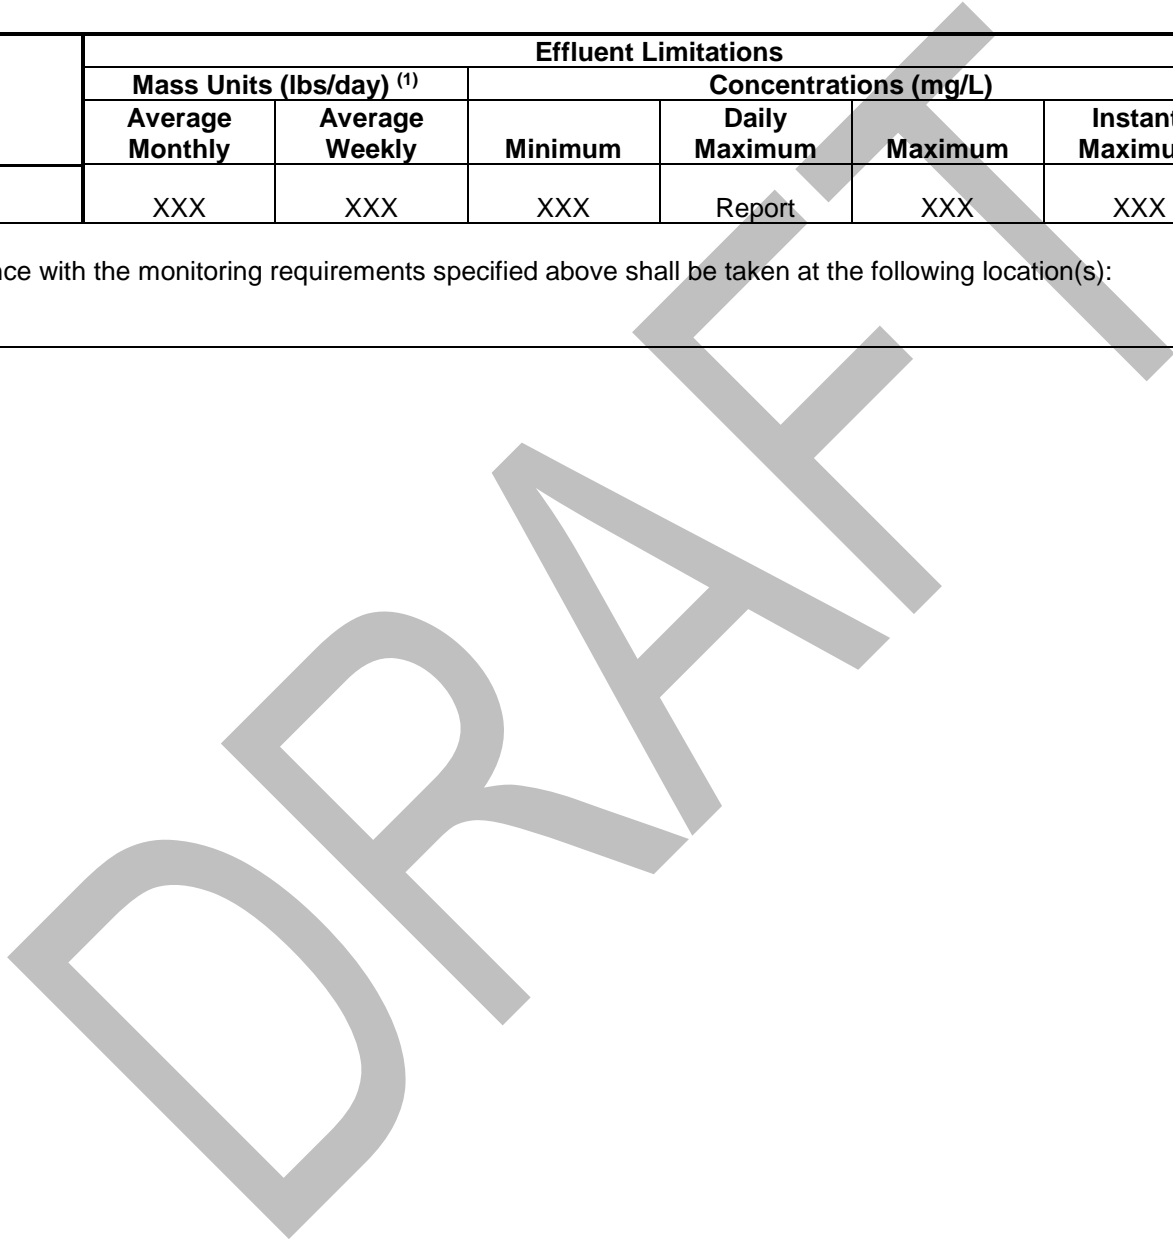 Effluent Limitations
Mass Units (lbs/day) (1) Concentrations (mg/L)
Average Monthly Average Weekly Minimum Daily Maximum Maximum
XXX XXX XXX Report XXX XXX
with the monitoring requirements specified above shall be taken at the following location(s):
DRAFT